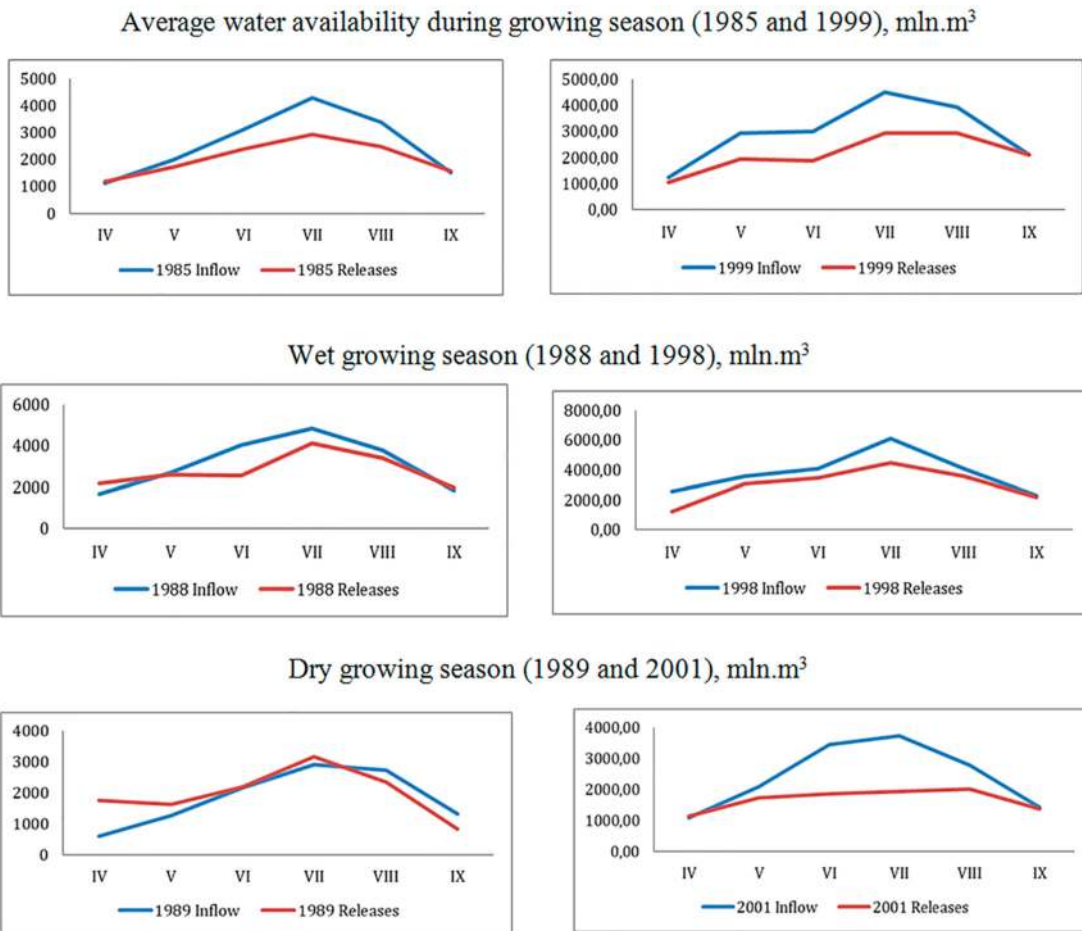 Average water availability during growing season (1985 and 1999), mln.m³
5000
4000
3000
2000
1000
0
IV V VI VII VIII IX
1985 Inflow 1985 Releases
5000,00
4000,00
3000,00
2000,00
1000,00
0,00
IV V VI VII VIII IX
1999 Inflow 1999 Releases
Wet growing season (1988 and 1998), mln.m³
6000
4000
2000
0
IV V VI VII VIII IX
1988 Inflow 1988 Releases
8000,00
6000,00
4000,00
2000,00
0,00
IV V VI VII VIII IX
1998 Inflow 1998 Releases
Dry growing season (1989 and 2001), mln.m³
4000
3000
2000
1000
0
IV V VI VII VIII IX
1989 Inflow 1989 Releases
4000,00
3000,00
2000,00
1000,00
0,00
IV V VI VII VIII IX
2001 Inflow 2001 Releases